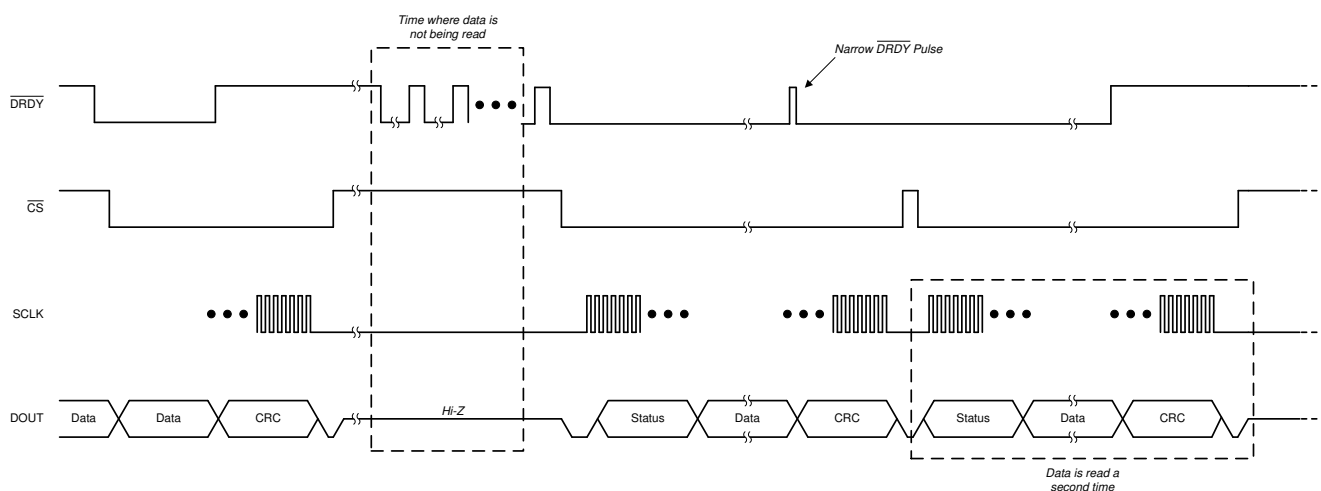 Time where data is
not being read
Narrow DRDY Pulse
DRDY
CS
SCLK
DOUT
Data
Data
CRC
Hi-Z
Status
Data
CRC
Status
Data
CRC
Data is read a
second time